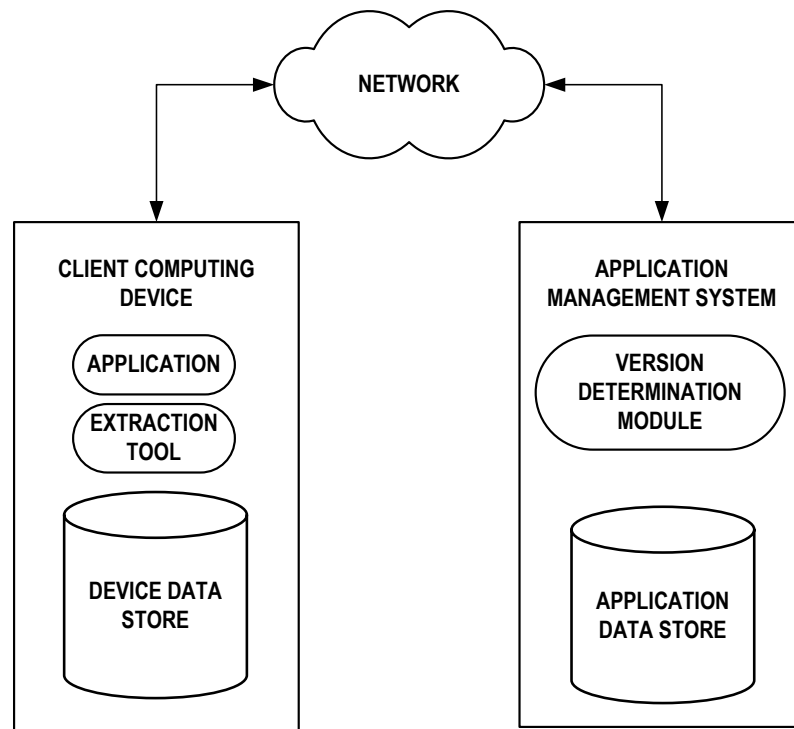 NETWORK
CLIENT COMPUTING
DEVICE
APPLICATION
EXTRACTION
TOOL
DEVICE DATA
STORE
APPLICATION
MANAGEMENT SYSTEM
VERSION
DETERMINATION
MODULE
APPLICATION
DATA STORE